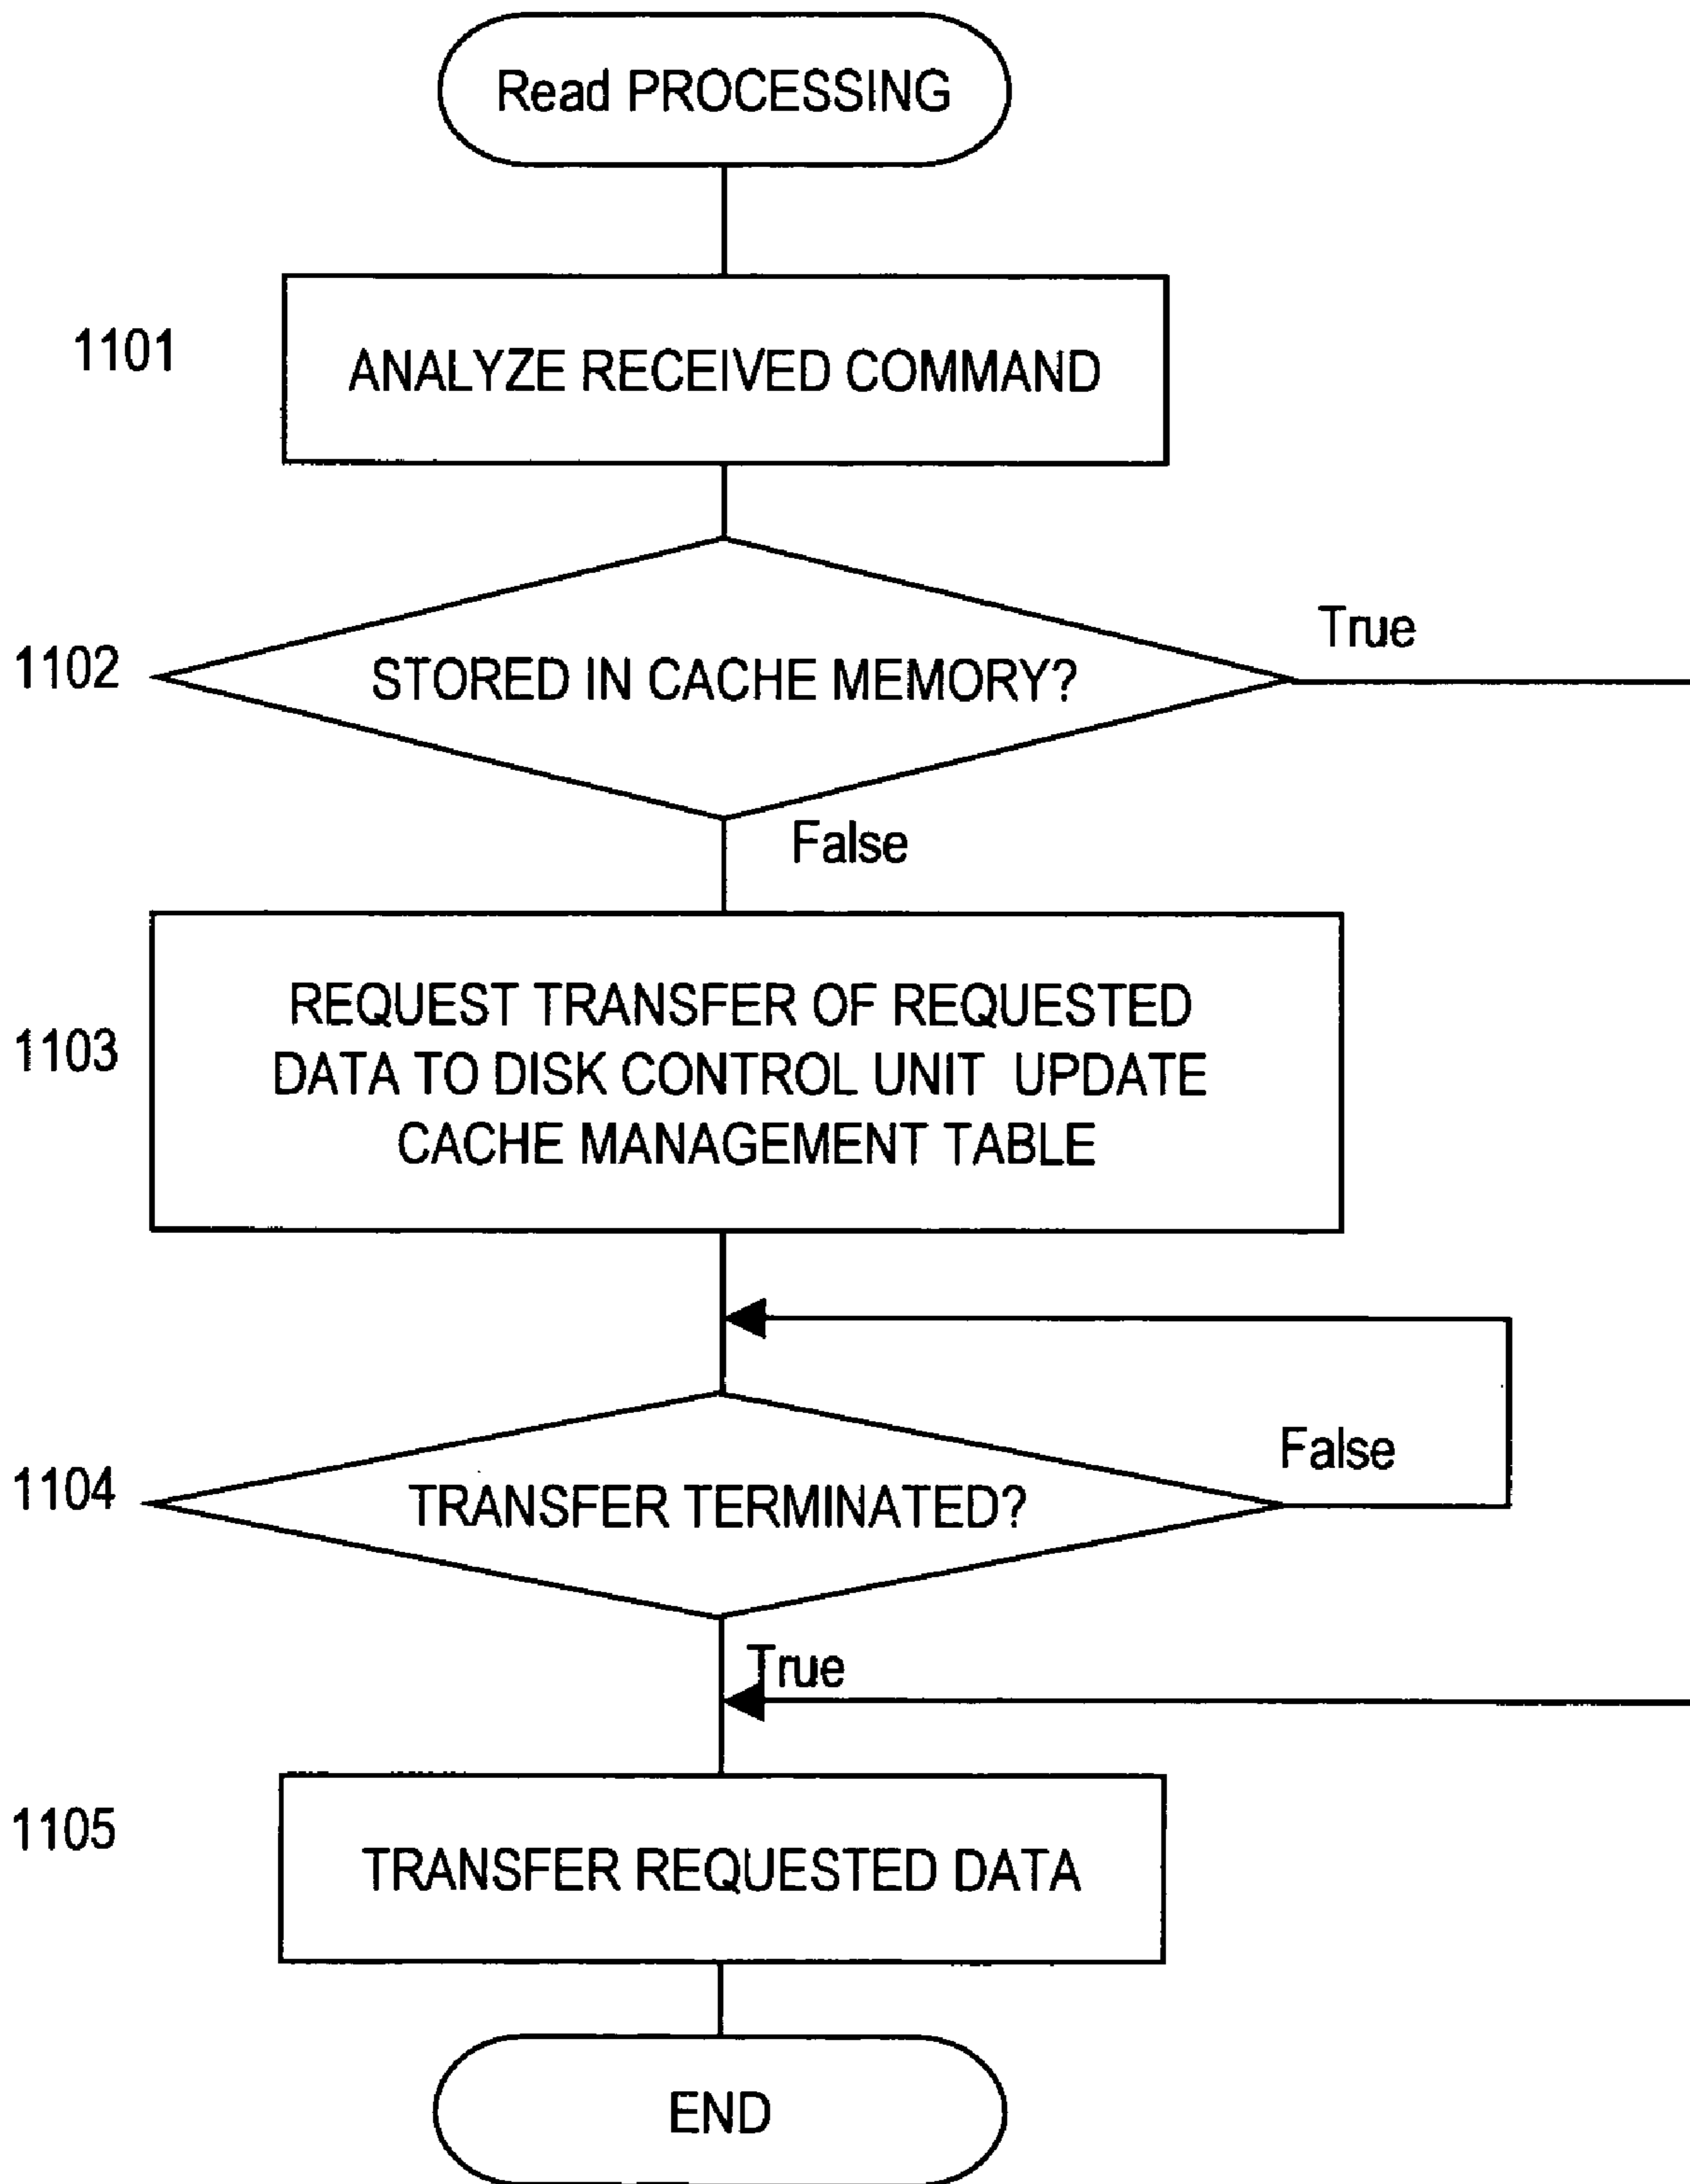 Read PROCESSING
1101
ANALYZE RECEIVED COMMAND
1102
STORED IN CACHE MEMORY?
True
False
1103
REQUEST TRANSFER OF REQUESTED
DATA TO DISK CONTROL UNIT UPDATE
CACHE MANAGEMENT TABLE
1104
TRANSFER TERMINATED?
False
True
1105
TRANSFER REQUESTED DATA
END